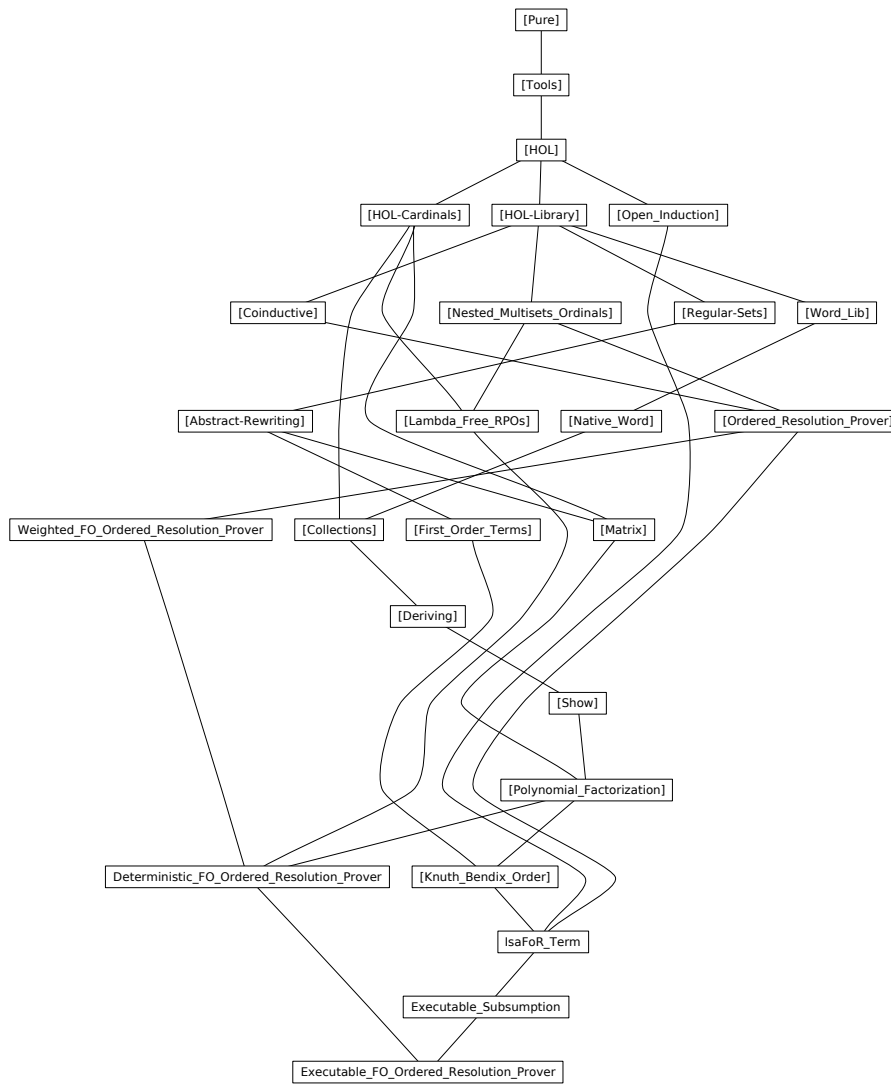 [Pure]
[Tools]
[HOL]
[HOL-Cardinals]
[HOL-Library]
[Open_Induction]
[Coinductive]
[Nested_Multisets_Ordinals]
[Regular-Sets]
[Word_Lib]
[Abstract-Rewriting]
[Lambda_Free_RPOs]
[Native_Word]
[Ordered_Resolution_Prover]
Weighted_FO_Ordered_Resolution_Prover
[Collections]
[First_Order_Terms]
[Matrix]
[Deriving]
[Show]
[Polynomial_Factorization]
Deterministic_FO_Ordered_Resolution_Prover
[Knuth_Bendix_Order]
IsaFoR_Term
Executable_Subsumption
Executable_FO_Ordered_Resolution_Prover